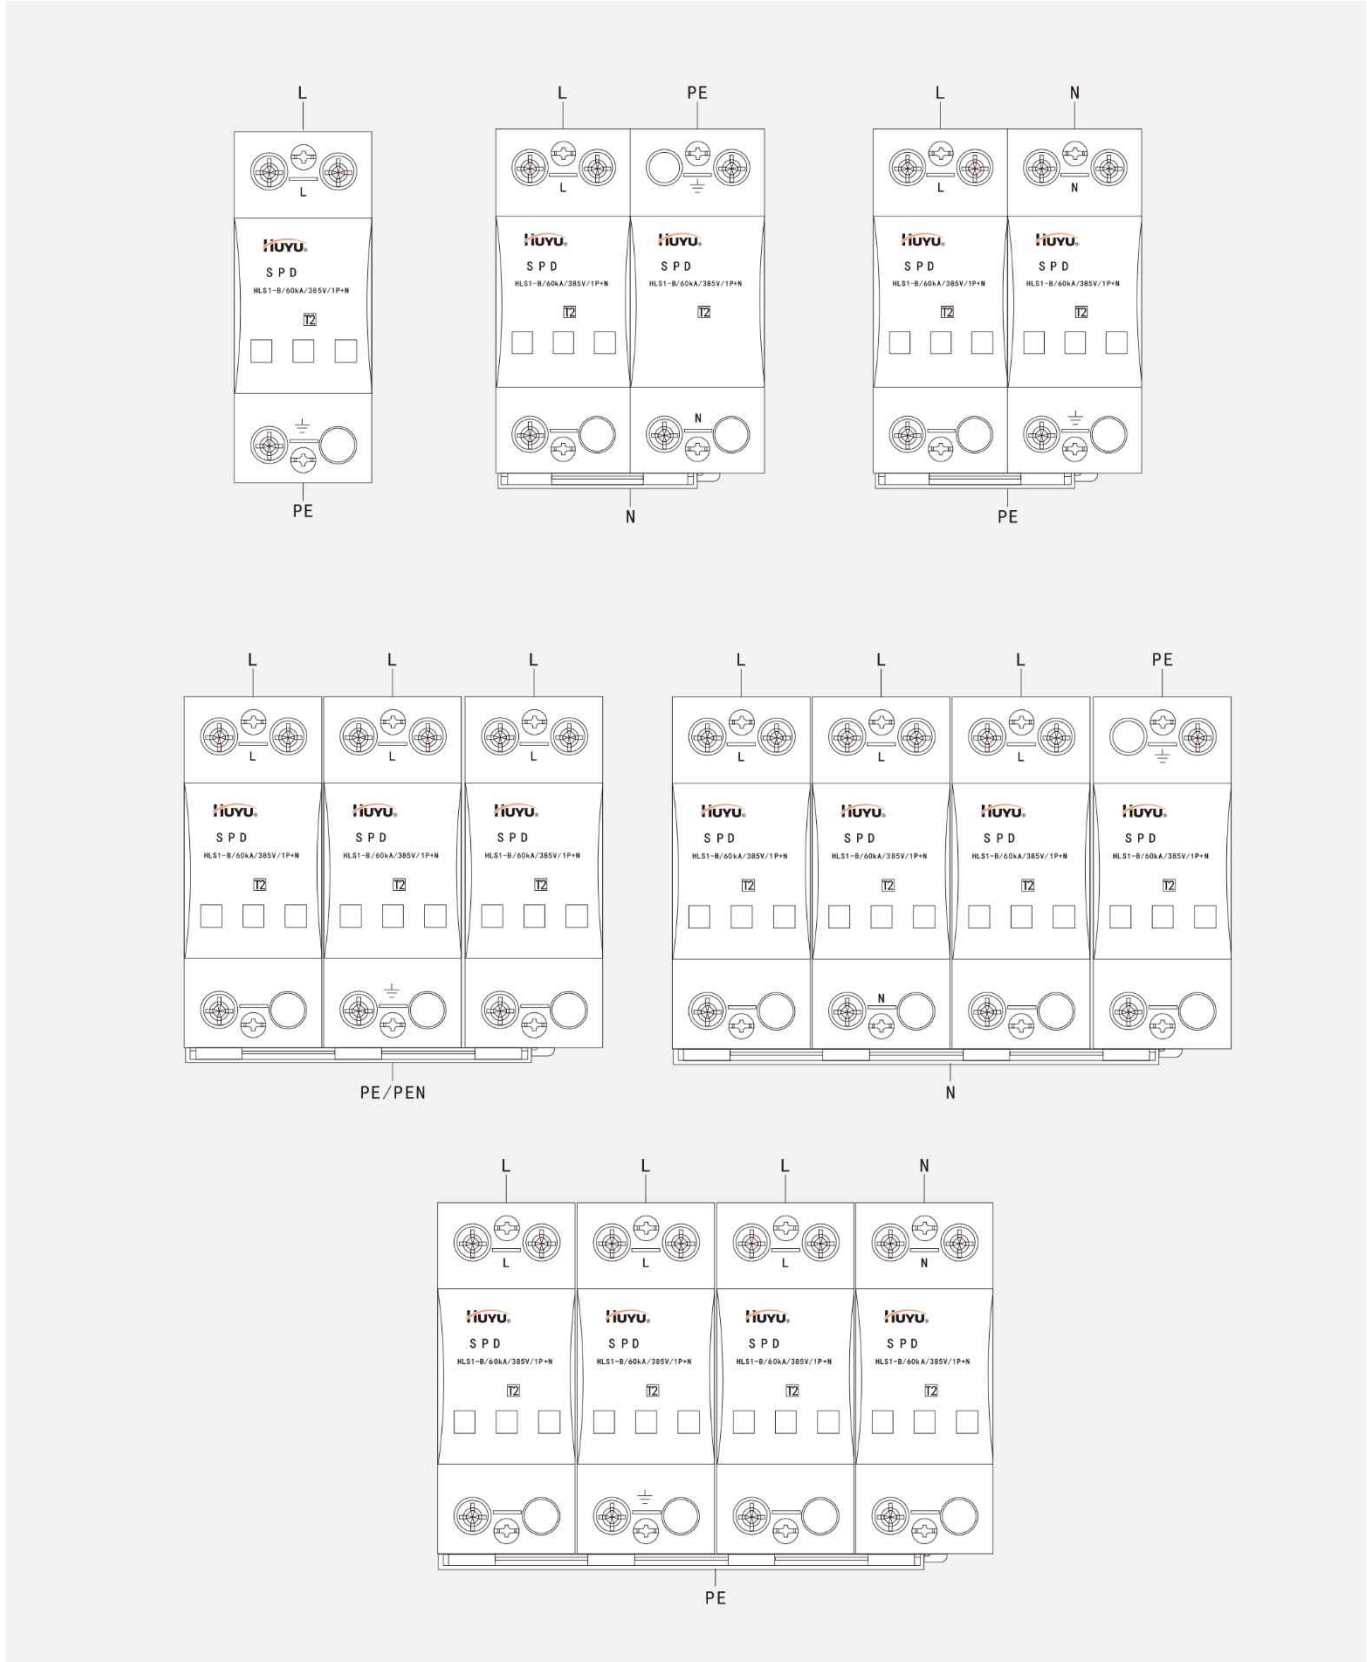 L
L
HUYU®
SPD
HLS1-B/60kA/385V/1P+N
T2
PE
L PE
L
HUYU® HUYU®
SPD SPD
HLS1-B/60kA/385V/1P+N HLS1-B/60kA/385V/1P+N
T2 T2
N
N
L N
L N
HUYU® HUYU®
SPD SPD
HLS1-B/60kA/385V/1P+N HLS1-B/60kA/385V/1P+N
T2 T2
PE
L L L
L L L
HUYU® HUYU® HUYU®
SPD SPD SPD
HLS1-B/60kA/385V/1P+N HLS1-B/60kA/385V/1P+N HLS1-B/60kA/385V/1P+N
T2 T2 T2
PE/PEN
L L L PE
L L L
HUYU® HUYU® HUYU® HUYU®
SPD SPD SPD SPD
HLS1-B/60kA/385V/1P+N HLS1-B/60kA/385V/1P+N HLS1-B/60kA/385V/1P+N HLS1-B/60kA/385V/1P+N
T2 T2 T2 T2
N
N
L L L N
L L L N
HUYU® HUYU® HUYU® HUYU®
SPD SPD SPD SPD
HLS1-B/60kA/385V/1P+N HLS1-B/60kA/385V/1P+N HLS1-B/60kA/385V/1P+N HLS1-B/60kA/385V/1P+N
T2 T2 T2 T2
PE